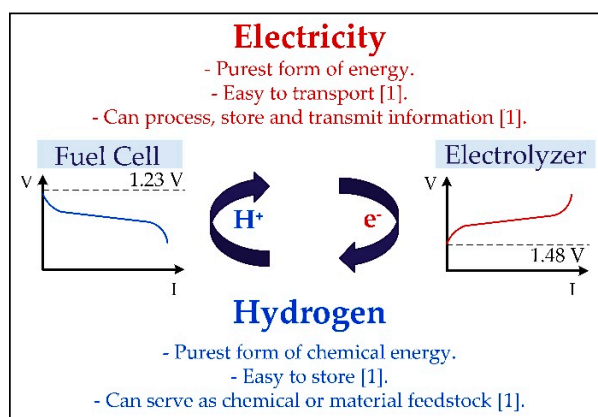 Electricity
- Purest form of energy.
- Easy to transport [1].
- Can process, store and transmit information [1].
Fuel Cell
Electrolyzer
V
1.23 V
I
H⁺
e⁻
V
1.48 V
I
Hydrogen
- Purest form of chemical energy.
- Easy to store [1].
- Can serve as chemical or material feedstock [1].